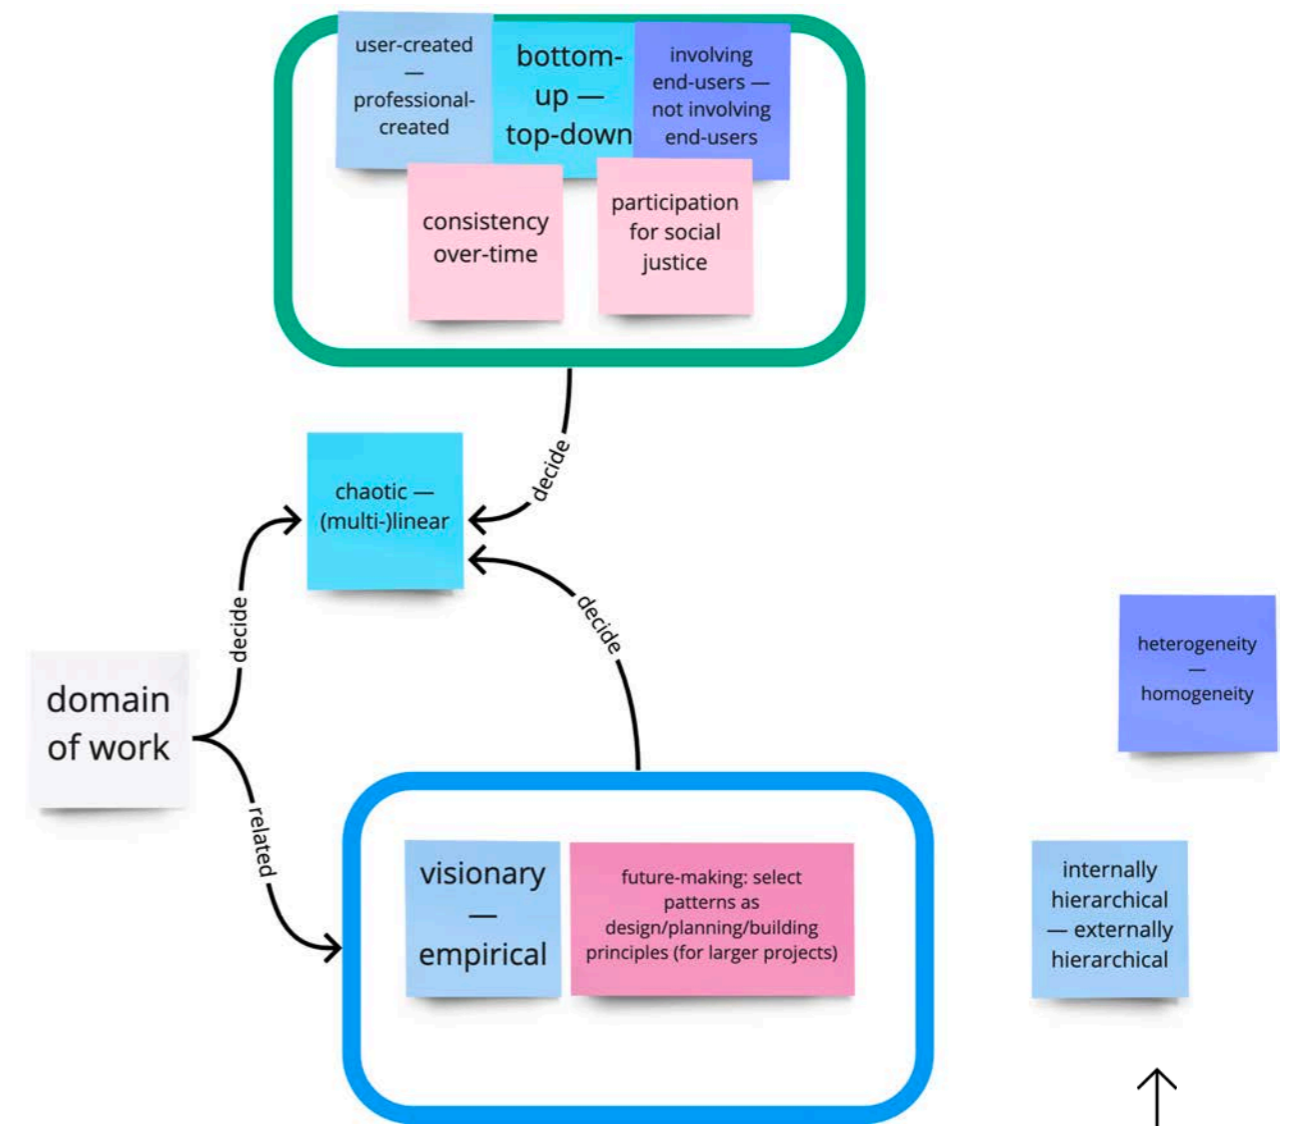 user-created
—
professional-
created
bottom-
up —
top-down
involving
end-users —
not involving
end-users
consistency
over-time
participation
for social
justice
decide
chaotic —
(multi-)linear
decide
decide
domain
of work
related
heterogeneity
—
homogeneity
visionary
—
empirical
future-making: select
patterns as
design/planning/building
principles (for larger projects)
internally
hierarchical
— externally
hierarchical